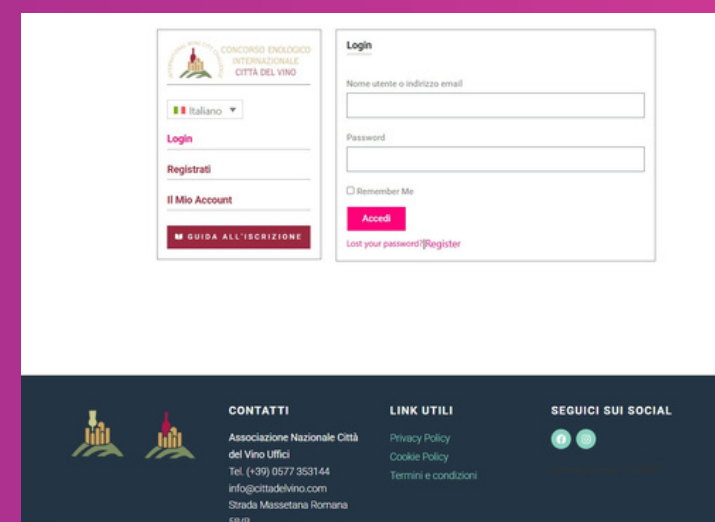 CONCORSO ENOLOGICO
INTERNAZIONALE
CITTÀ DEL VINO
Italiano
Login
Registrati
Il Mio Account
GUIDA ALL'ISCRIZIONE
Login
Nome utente o indirizzo email
Password
Remember Me
Accedi
Lost your password?|Register
CONTATTI
Associazione Nazionale Città
del Vino Uffici
Tel. (+39) 0577 353144
info@cittadelvino.com
Strada Massetana Romana
58/B
LINK UTILI
Privacy Policy
Cookie Policy
Termini e condizioni
SEGUICI SUI SOCIAL